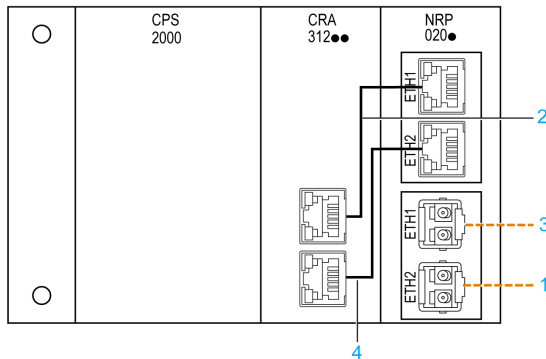 CPS
2000
CRA
312●●
NRP
020●
ETH1
2
ETH2
ETH1
3
ETH2
1
4